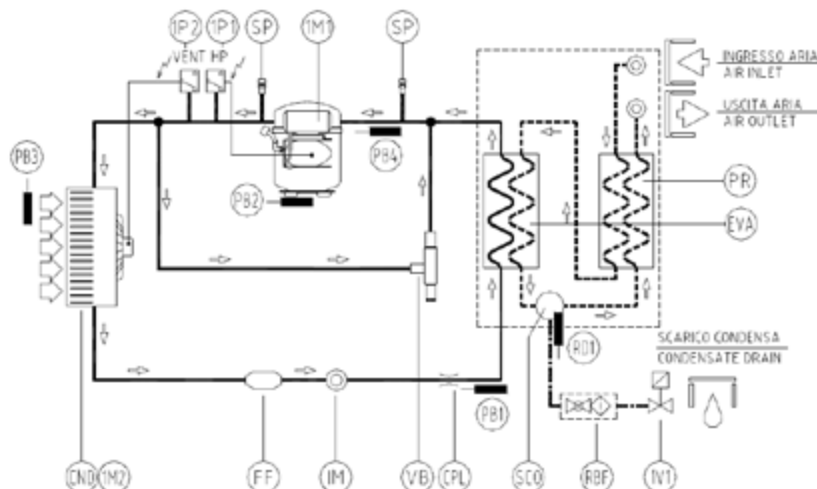 1P2 1P1 SP 1M1 SP
VENT HP
INGRESSO ARIA
AIR INLET
USCITA ARIA
AIR OUTLET
PB3
PB4
PB2
PR
EVA
RD1
SCARICO CONDENSA
CONDENSATE DRAIN
PB1
CND 1M2 FF IM VB CPL SCO RBF 1V1